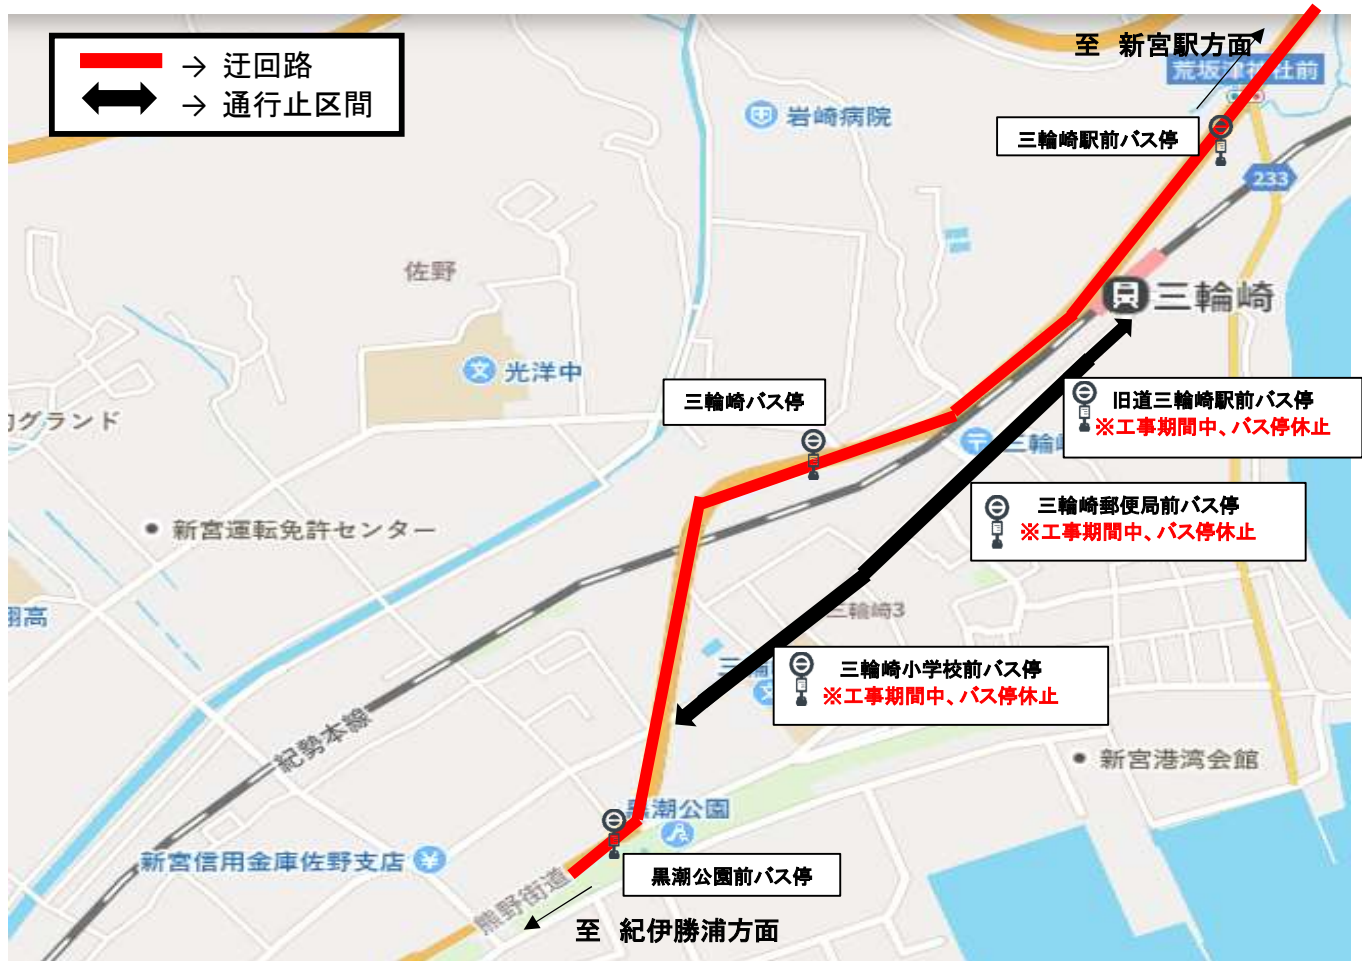 → 迂回路
→ 通行止区間
至 新宮駅方面
荒坂津神社前
岩崎病院
三輪崎駅前バス停
233
佐野
三輪崎
光洋中
三輪崎バス停
旧道三輪崎駅前バス停
※工事期間中、バス停休止
グランド
三輪崎
三輪崎郵便局前バス停
※工事期間中、バス停休止
新宮運転免許センター
翔高
三輪崎3
三輪崎小学校前バス停
※工事期間中、バス停休止
紀勢本線
新宮港湾会館
黒潮公園
新宮信用金庫佐野支店
黒潮公園前バス停
熊野街道
至 紀伊勝浦方面